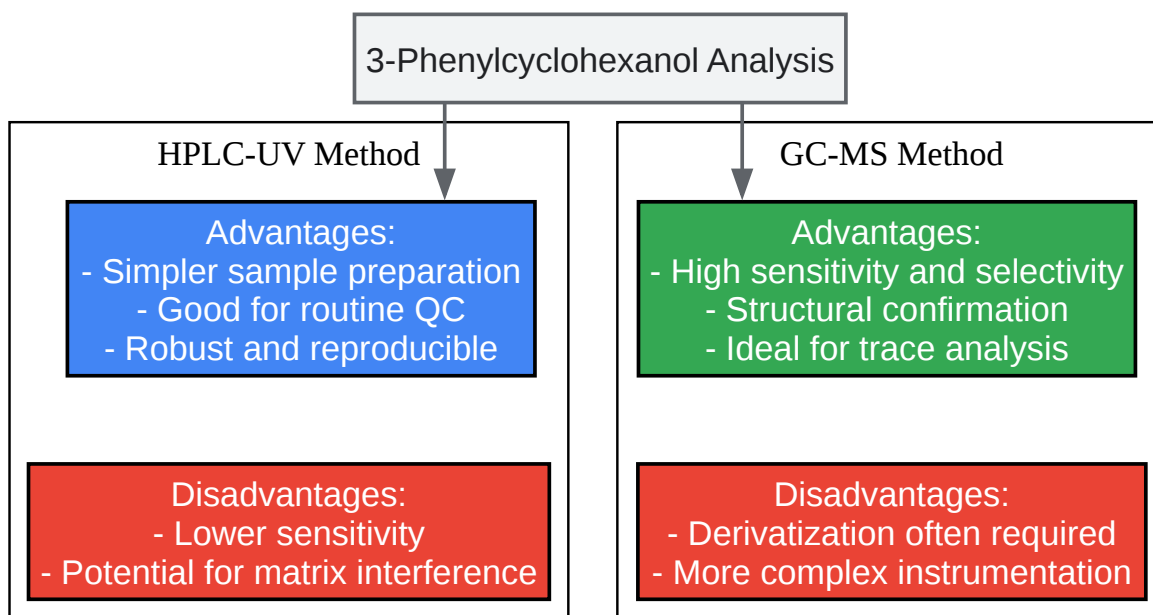 3-Phenylcyclohexanol Analysis
HPLC-UV Method
Advantages:
- Simpler sample preparation
- Good for routine QC
- Robust and reproducible
Disadvantages:
- Lower sensitivity
- Potential for matrix interference
GC-MS Method
Advantages:
- High sensitivity and selectivity
- Structural confirmation
- Ideal for trace analysis
Disadvantages:
- Derivatization often required
- More complex instrumentation